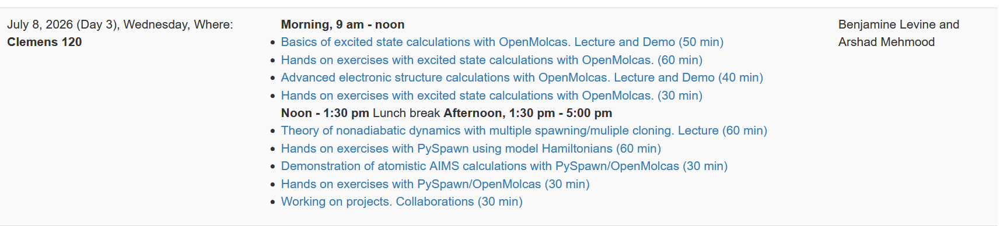 July 8, 2026 (Day 3), Wednesday, Where:
Clemens 120
Morning, 9 am - noon
Basics of excited state calculations with OpenMolcas. Lecture and Demo (50 min)
Hands on exercises with excited state calculations with OpenMolcas. (60 min)
Advanced electronic structure calculations with OpenMolcas. Lecture and Demo (40 min)
Hands on exercises with excited state calculations with OpenMolcas. (30 min)
Noon - 1:30 pm Lunch break Afternoon, 1:30 pm - 5:00 pm
Theory of nonadiabatic dynamics with multiple spawning/muliple cloning. Lecture (60 min)
Hands on exercises with PySpawn using model Hamiltonians (60 min)
Demonstration of atomistic AIMS calculations with PySpawn/OpenMolcas (30 min)
Hands on exercises with PySpawn/OpenMolcas (30 min)
Working on projects. Collaborations (30 min)
Benjamine Levine and
Arshad Mehmood